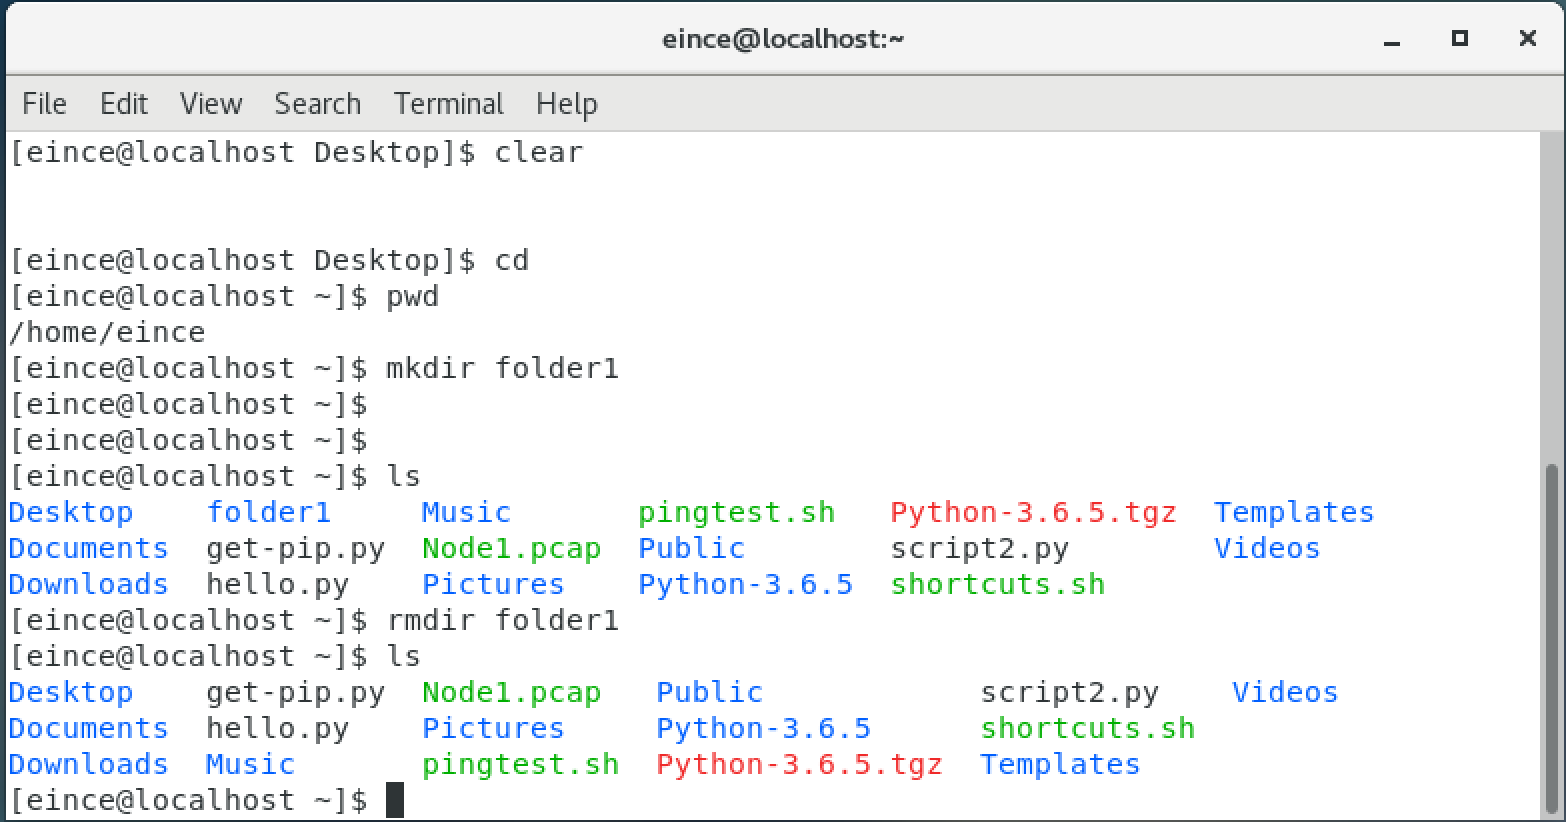 eince@localhost:~
File Edit View Search Terminal Help
[eince@localhost Desktop]$ clear
[eince@localhost Desktop]$ cd
[eince@localhost ~]$ pwd
/home/eince
[eince@localhost ~]$ mkdir folder1
[eince@localhost ~]$
[eince@localhost ~]$
[eince@localhost ~]$ ls
Desktop    folder1     Music       pingtest.sh   Python-3.6.5.tgz  Templates
Documents  get-pip.py  Node1.pcap  Public        script2.py        Videos
Downloads  hello.py    Pictures    Python-3.6.5  shortcuts.sh
[eince@localhost ~]$ rmdir folder1
[eince@localhost ~]$ ls
Desktop    get-pip.py  Node1.pcap   Public            script2.py    Videos
Documents  hello.py    Pictures     Python-3.6.5      shortcuts.sh
Downloads  Music       pingtest.sh  Python-3.6.5.tgz  Templates
[eince@localhost ~]$